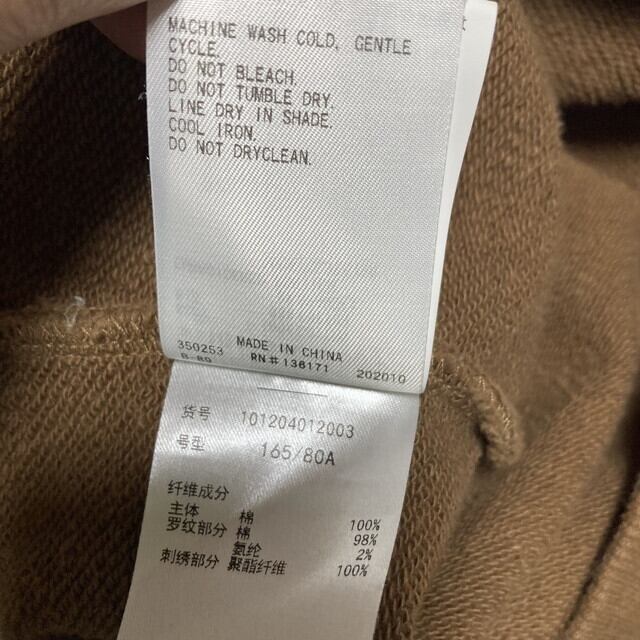 MACHINE WASH COLD, GENTLE
CYCLE.
DO NOT BLEACH.
DO NOT TUMBLE DRY.
LINE DRY IN SHADE.
COOL IRON.
DO NOT DRYCLEAN.
350253 MADE IN CHINA
B-80 RN#136171 202010
货号 101204012003
号型 165/80A
纤维成分
主体 棉 100%
罗纹部分 棉 98%
氨纶 2%
刺绣部分 聚酯纤维 100%